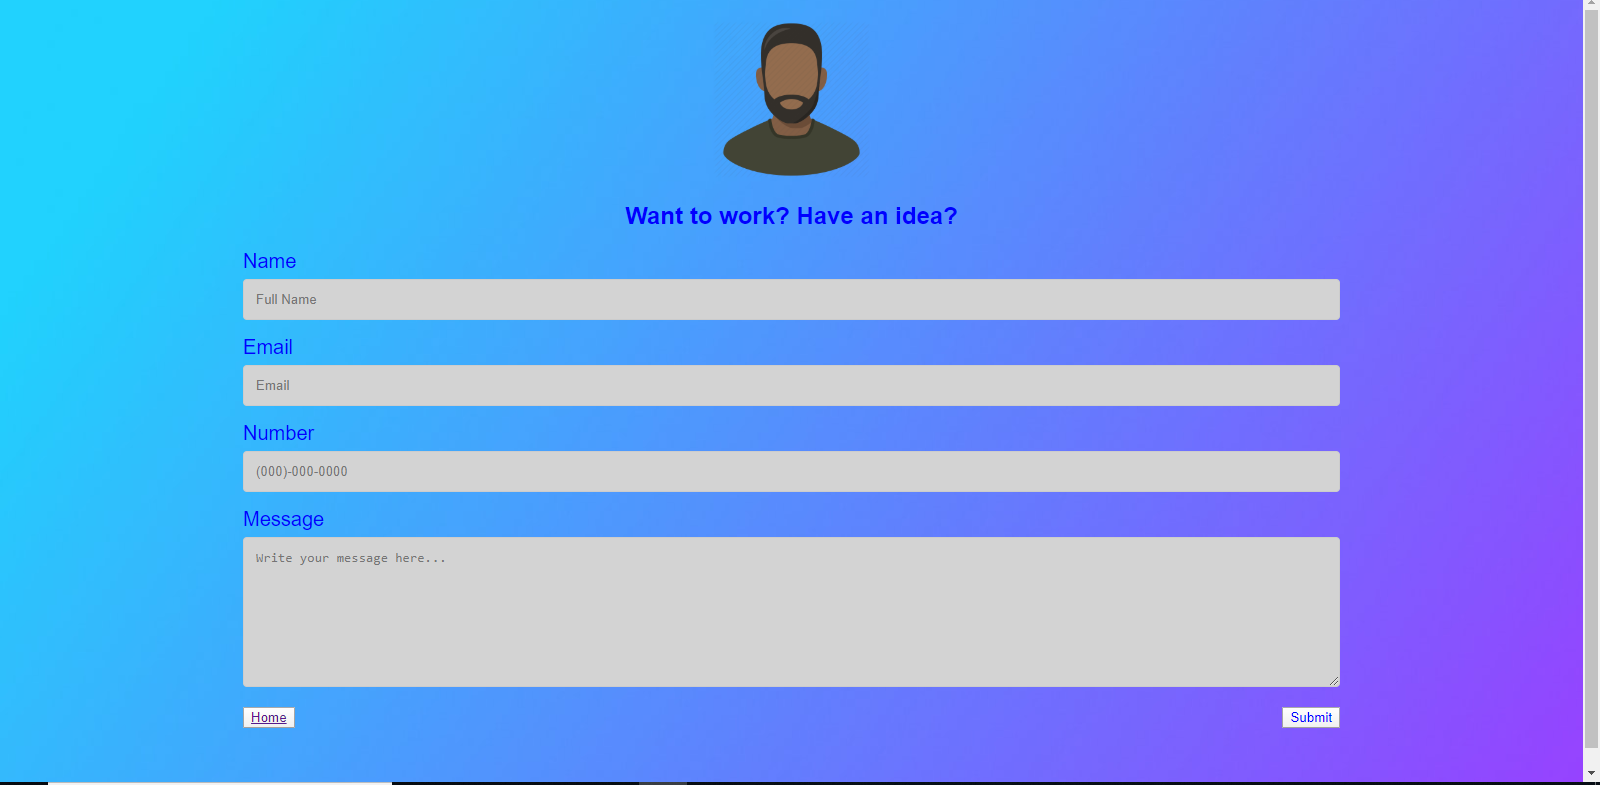 Want to work? Have an idea?
Name
Full Name
Email
Email
Number
(000)-000-0000
Message
Write your message here...
Home
Submit